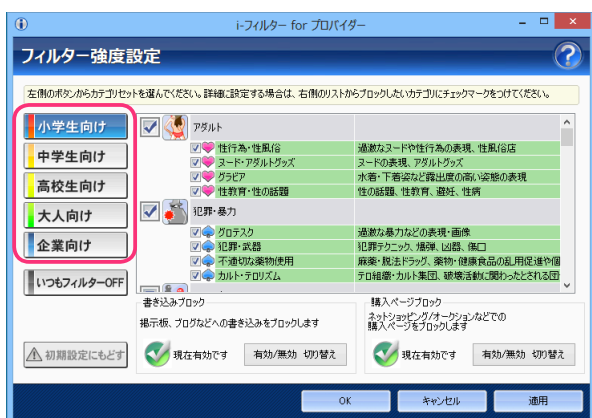 i-フィルター for プロバイダー
フィルター強度設定
左側のボタンからカテゴリセットを選んでください。詳細に設定する場合は、右側のリストからブロックしたいカテゴリにチェックマークをつけてください。
小学生向け
中学生向け
高校生向け
大人向け
企業向け
いつもフィルターOFF
初期設定にもどす
アダルト
性行為・性風俗 過激なヌードや性行為の表現、性風俗店
ヌード・アダルトグッズ ヌードの表現、アダルトグッズ
グラビア 水着・下着姿など露出度の高い姿態の表現
性教育・性の話題 性の話題、性教育、避妊、性病
犯罪・暴力
グロテスク 過激な暴力などの表現・画像
犯罪・武器 犯罪テクニック、爆弾、凶器、傷口
不適切な薬物使用 麻薬・脱法ドラッグ、薬物・健康食品の乱用促進や個
カルト・テロリズム テロ組織・カルト集団、破壊活動に関わったとされる団
書き込みブロック
掲示板、ブログなどへの書き込みをブロックします
現在有効です 有効/無効 切り替え
購入ページブロック
ネットショッピング/オークションなどでの
購入ページをブロックします
現在有効です 有効/無効 切り替え
OK キャンセル 適用